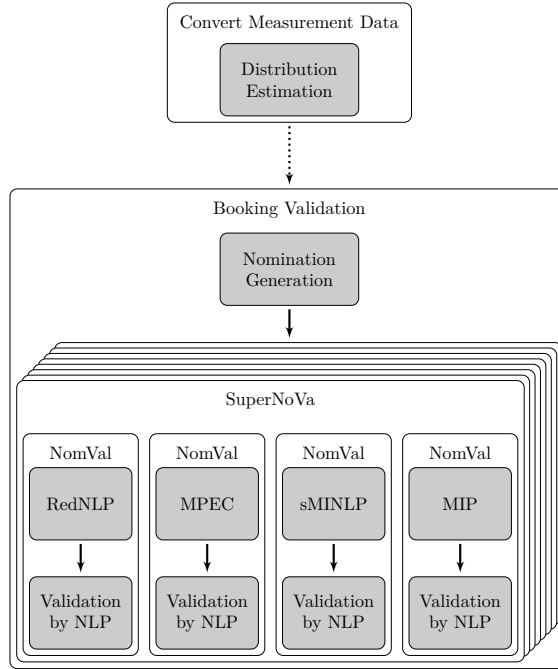 Convert Measurement Data
Distribution
Estimation
Booking Validation
Nomination
Generation
SuperNoVa
NomVal
NomVal
NomVal
NomVal
RedNLP
MPEC
sMINLP
MIP
Validation
by NLP
Validation
by NLP
Validation
by NLP
Validation
by NLP